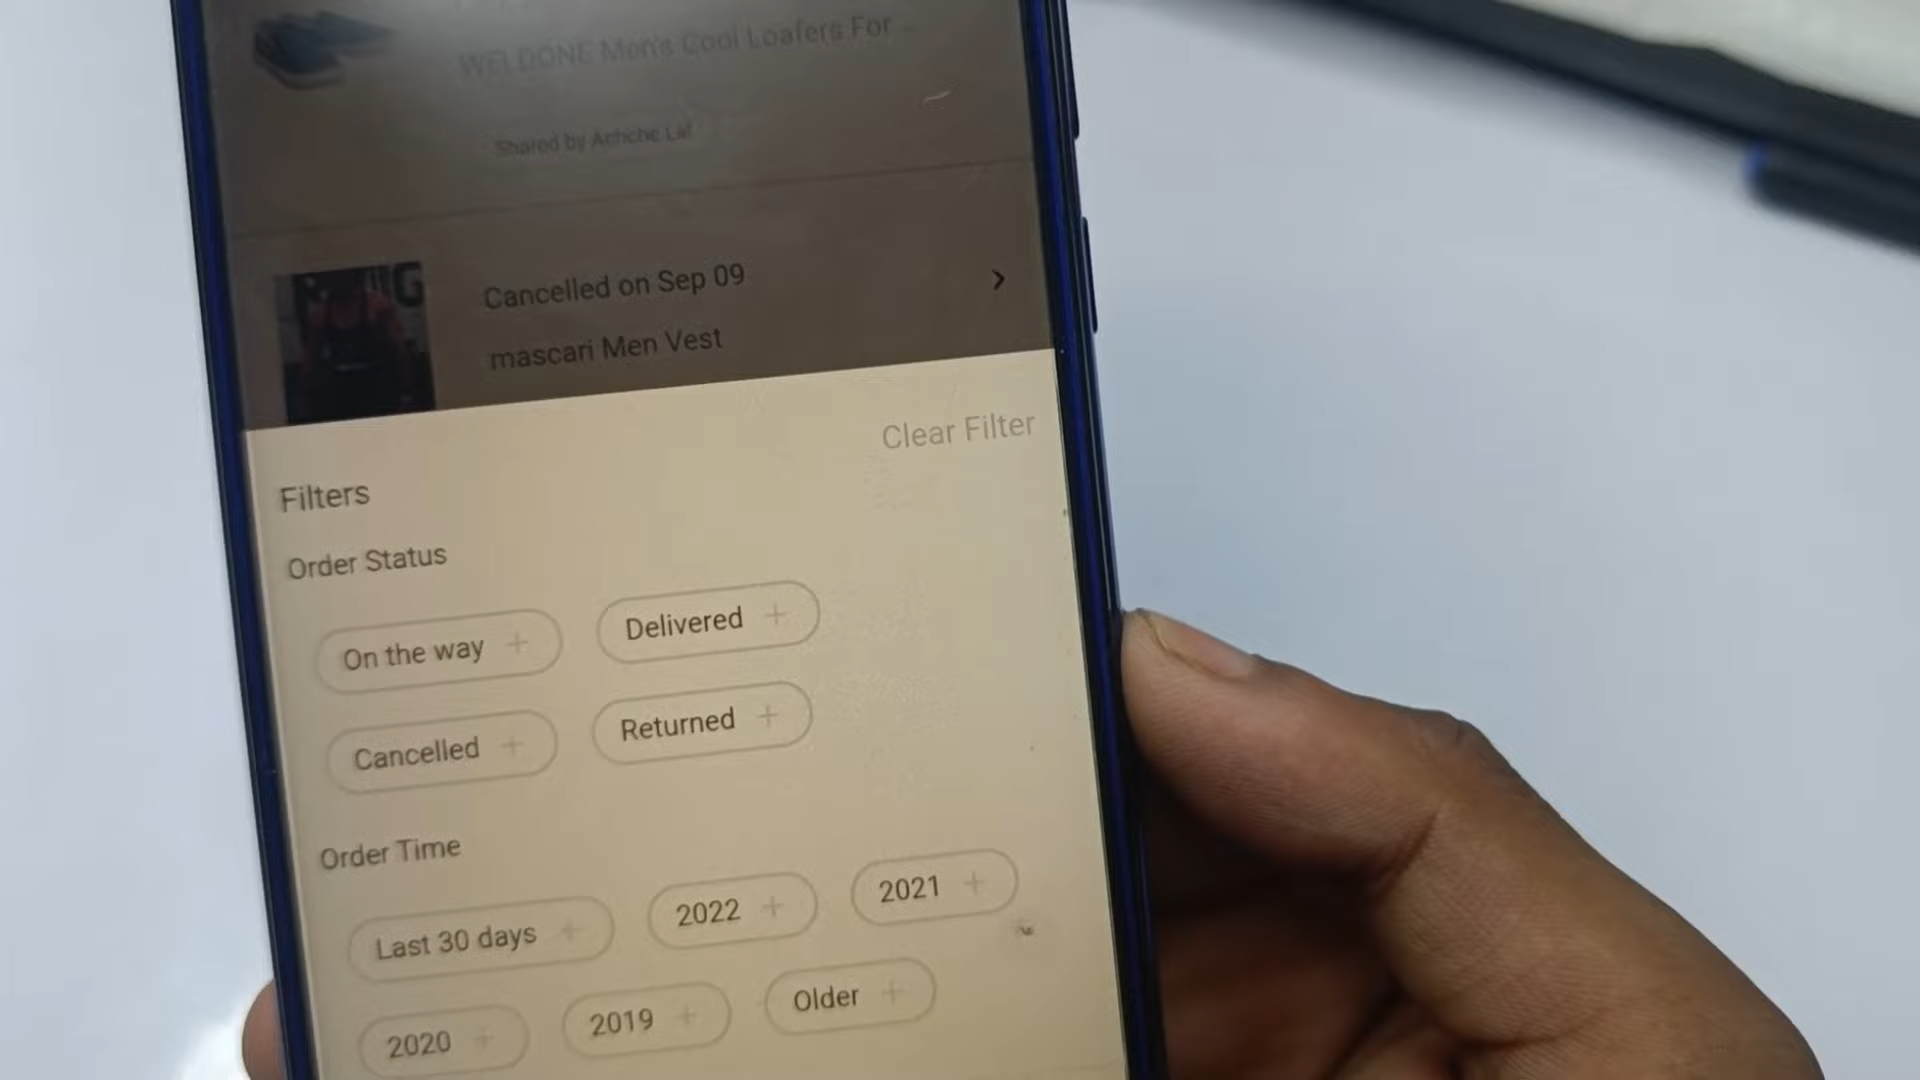 WELDONE Men's Cool Loafers For ...
Shared by Achche Lal
Cancelled on Sep 09
mascari Men Vest
Clear Filter
Filters
Order Status
On the way +
Delivered +
Cancelled +
Returned +
Order Time
Last 30 days +
2022 +
2021 +
2020 +
2019 +
Older +